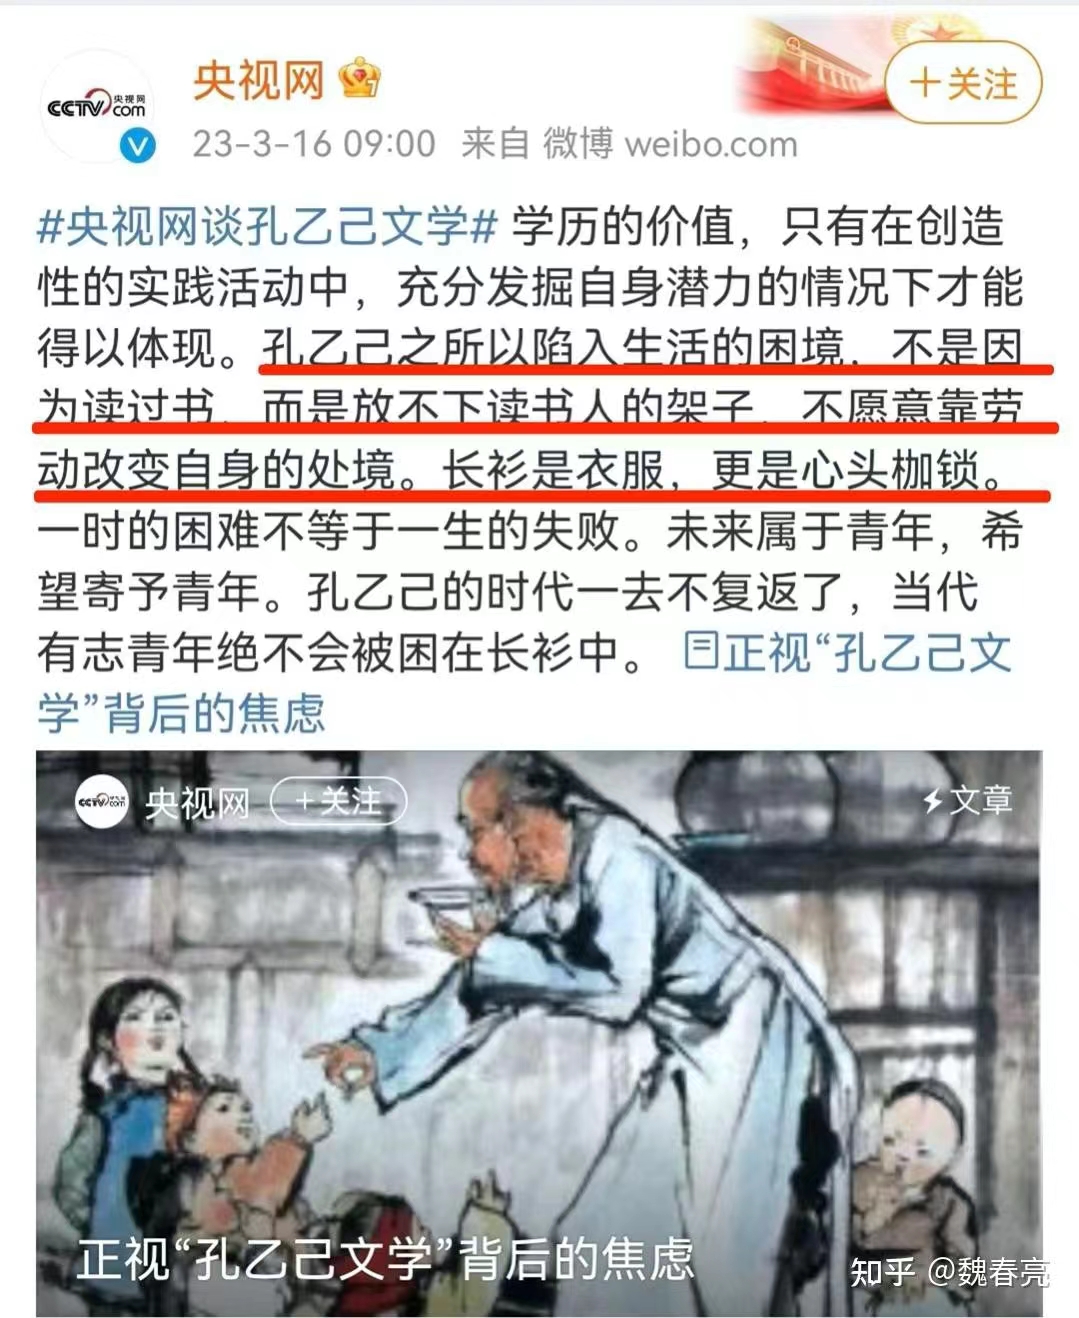 CCTV 央视网
com
央视网
+关注
23-3-16 09:00 来自 微博 weibo.com
#央视网谈孔乙己文学# 学历的价值，只有在创造
性的实践活动中，充分发掘自身潜力的情况下才能
得以体现。孔乙己之所以陷入生活的困境，不是因
为读过书，而是放不下读书人的架子，不愿意靠劳
动改变自身的处境。长衫是衣服，更是心头枷锁。
一时的困难不等于一生的失败。未来属于青年，希
望寄予青年。孔乙己的时代一去不复返了，当代
有志青年绝不会被困在长衫中。 正视“孔乙己文
学”背后的焦虑
CCTV com 央视网 +关注 文章
正视“孔乙己文学”背后的焦虑
知乎 @魏春亮